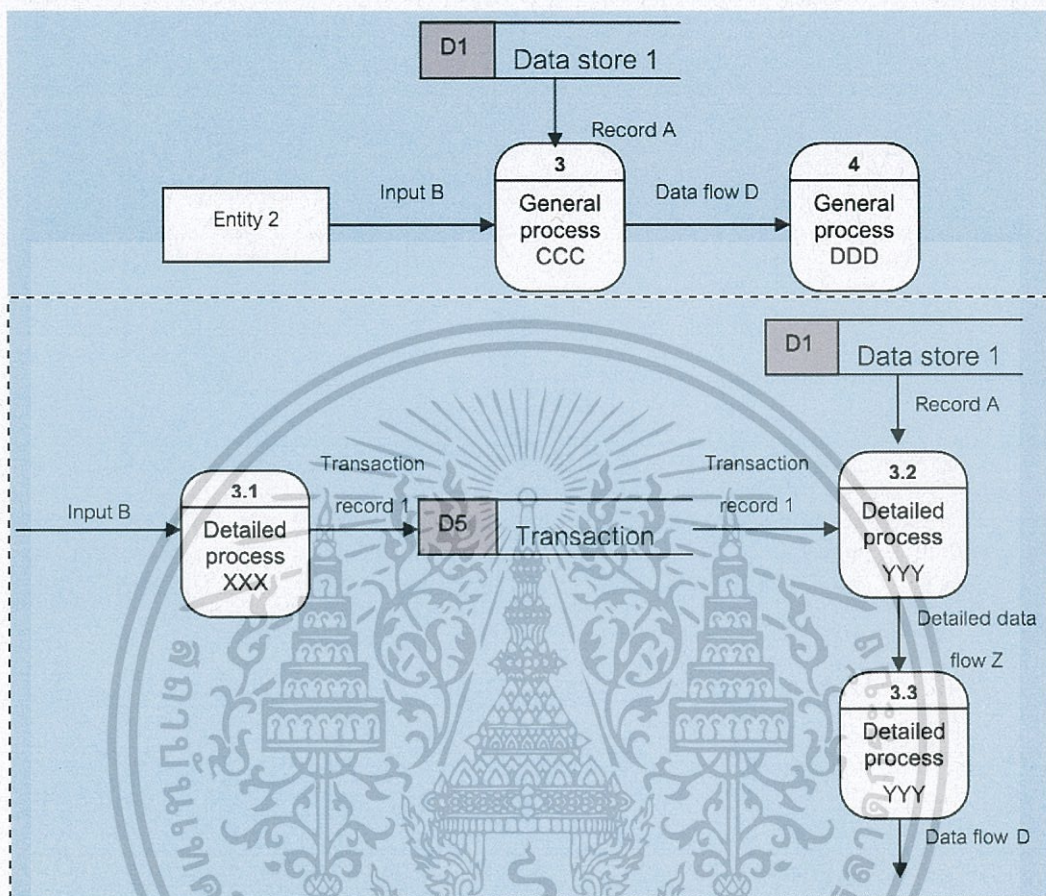 D1
Data store 1
Record A
Entity 2
Input B
3
General
process
CCC
Data flow D
4
General
process
DDD
D1
Data store 1
Record A
Input B
3.1
Detailed
process
XXX
Transaction
record 1
D5
Transaction
Transaction
record 1
3.2
Detailed
process
YYY
Detailed data
flow Z
3.3
Detailed
process
YYY
Data flow D